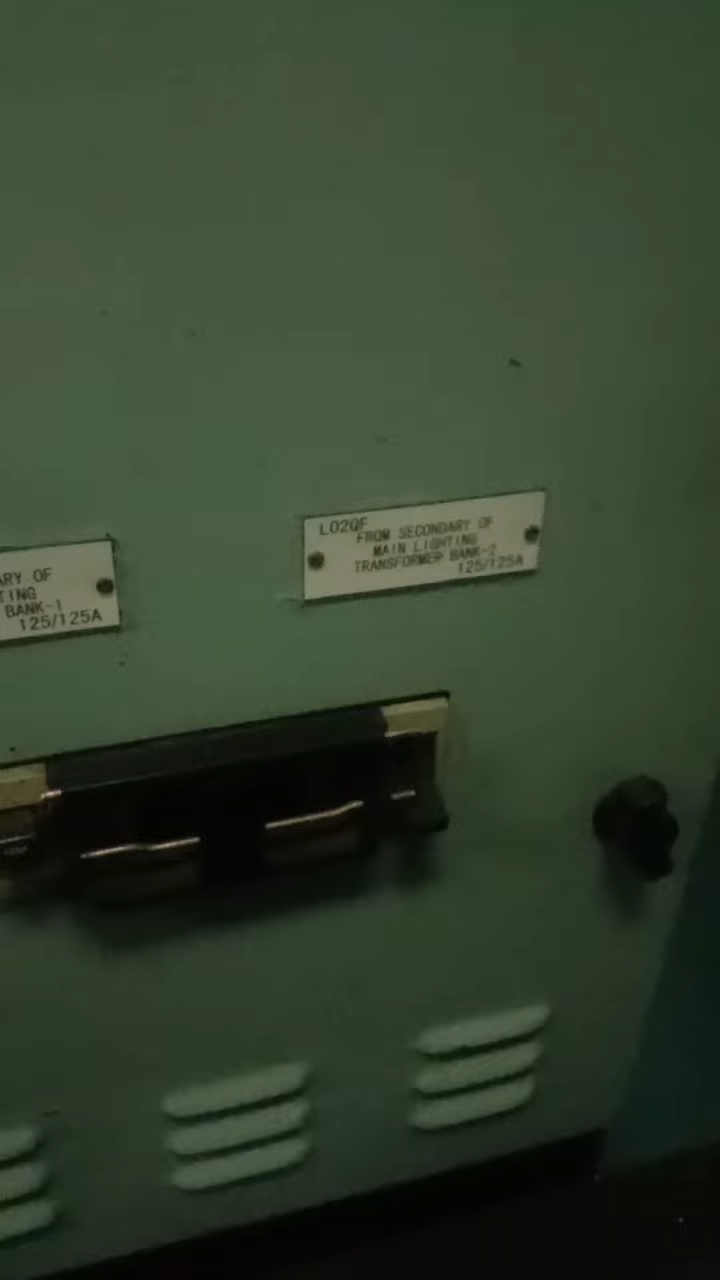 ARY OF
TING
BANK-1
125/125A
L02QF
FROM SECONDARY OF
MAIN LIGHTING
TRANSFORMER BANK-2
125/125A